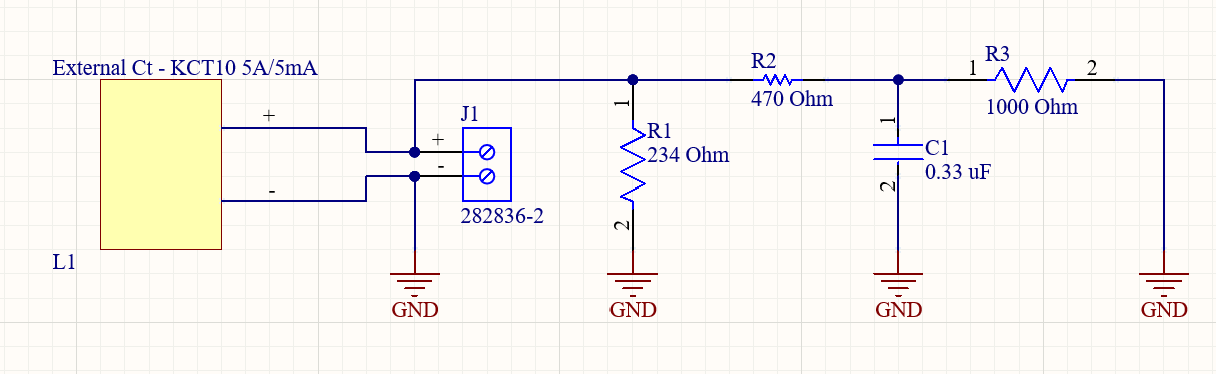 External Ct - KCT10 5A/5mA
+
-
L1
J1
+
-
282836-2
GND
1
R1
234 Ohm
2
GND
R2
470 Ohm
1
C1
0.33 uF
2
GND
R3
1
2
1000 Ohm
GND